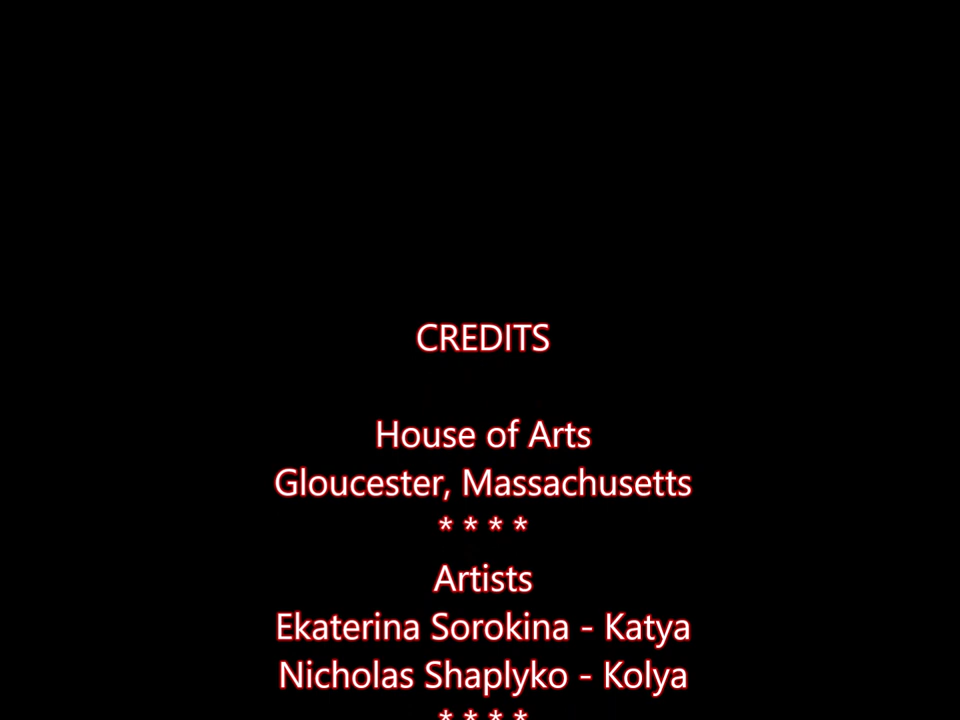 CREDITS
House of Arts
Gloucester, Massachusetts
* * * *
Artists
Ekaterina Sorokina - Katya
Nicholas Shaplyko - Kolya
* * * *